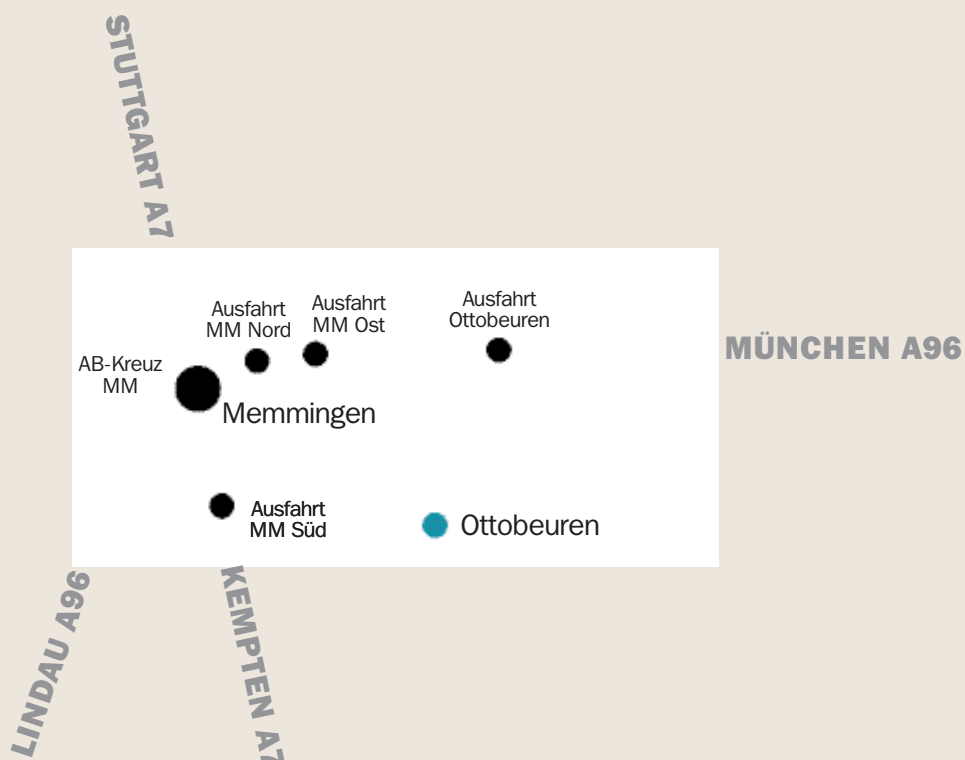 STUTTGART A7
Ausfahrt
MM Nord
Ausfahrt
MM Ost
Ausfahrt
Ottobeuren
MÜNCHEN A96
AB-Kreuz
MM
Memmingen
Ausfahrt
MM Süd
Ottobeuren
LINDAU A96
KEMPTEN A7